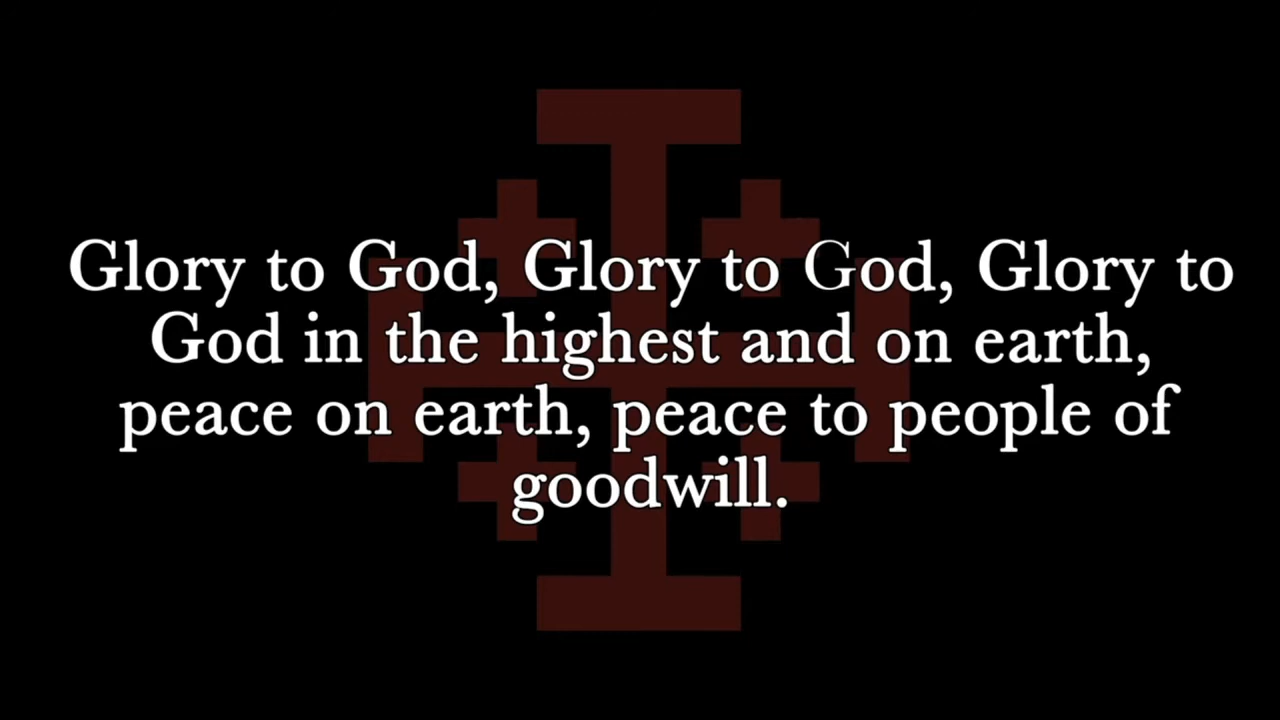 Glory to God, Glory to God, Glory to
God in the highest and on earth,
peace on earth, peace to people of
goodwill.